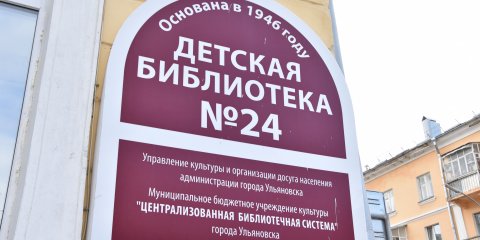 Основана в 1946 году
ДЕТСКАЯ
БИБЛИОТЕКА
№24
Управление культуры и организации досуга населения
администрации города Ульяновска
Муниципальное бюджетное учреждение культуры
"ЦЕНТРАЛИЗОВАННАЯ БИБЛИОТЕЧНАЯ СИСТЕМА"
города Ульяновска